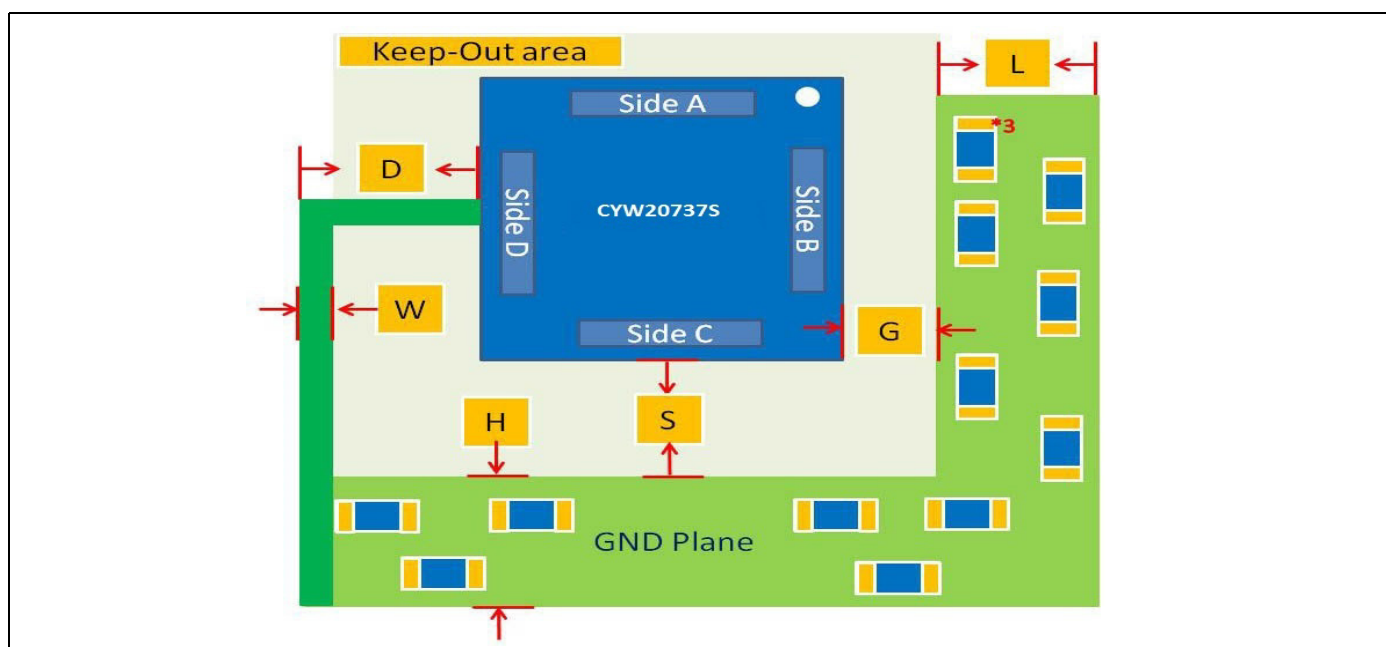 Keep-Out area
L
Side A
*3
D
Side D
CYW20737S
Side B
W
Side C
G
H
S
GND Plane